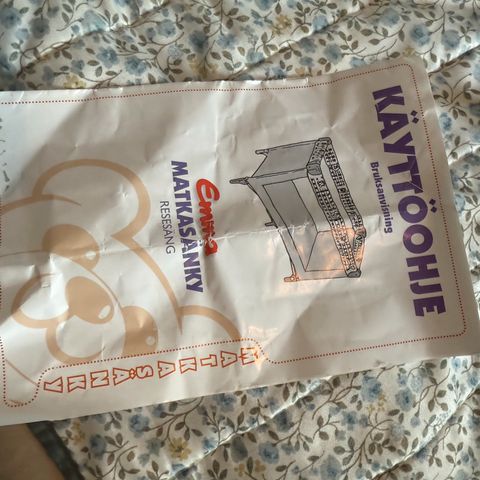 KÄYTTÖOHJE
Bruksanvisning
Emma
MATKASÄNKY
RESESÄNG
MATKASÄNKY